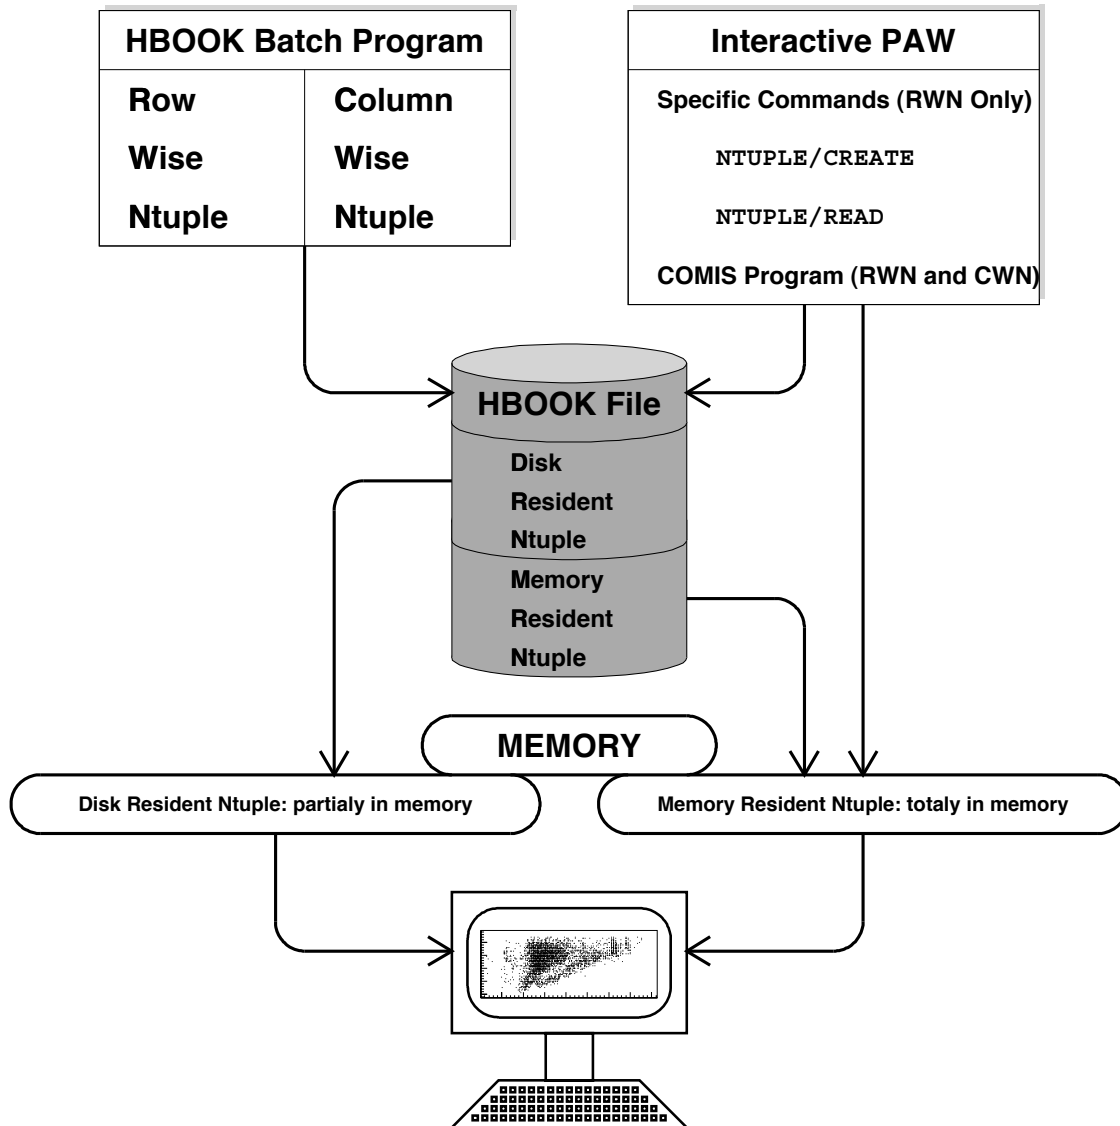 HBOOK Batch Program
Row
Wise
Ntuple
Column
Wise
Ntuple
Interactive PAW
Specific Commands (RWN Only)
NTUPLE/CREATE
NTUPLE/READ
COMIS Program (RWN and CWN)
HBOOK File
Disk
Resident
Ntuple
Memory
Resident
Ntuple
MEMORY
Disk Resident Ntuple: partialy in memory
Memory Resident Ntuple: totaly in memory